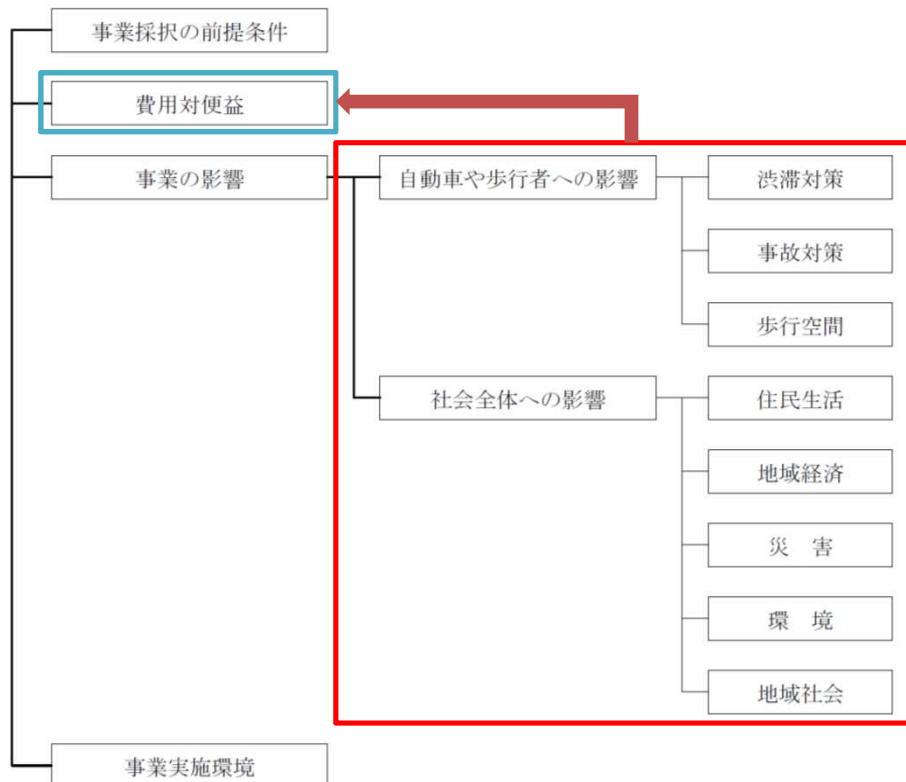 事業採択の前提条件
費用対便益
事業の影響
自動車や歩行者への影響
渋滞対策
事故対策
歩行空間
社会全体への影響
住民生活
地域経済
災　害
環　境
地域社会
事業実施環境